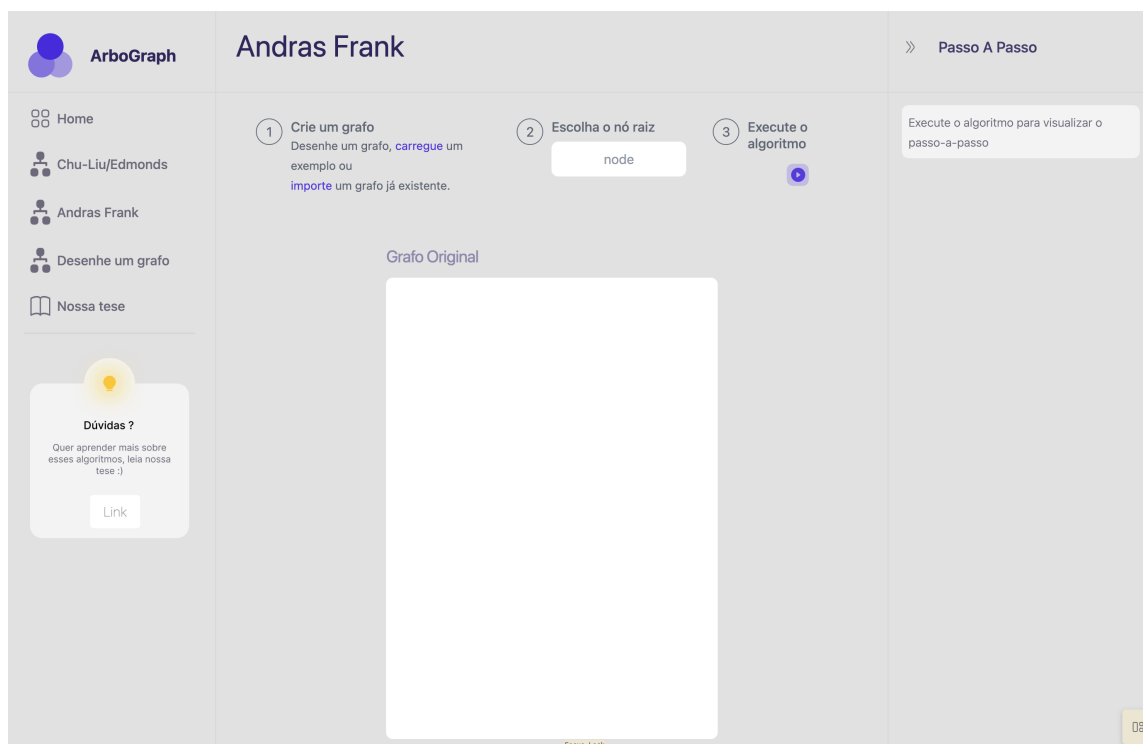 ArboGraph
Home
Chu-Liu/Edmonds
Andras Frank
Desenhe um grafo
Nossa tese
Dúvidas ?
Quer aprender mais sobre
esses algoritmos, leia nossa
tese :)
Link
Andras Frank
1
Crie um grafo
Desenhe um grafo, carregue um
exemplo ou
importe um grafo já existente.
2
Escolha o nó raiz
node
3
Execute o
algoritmo
Grafo Original
Passo A Passo
Execute o algoritmo para visualizar o
passo-a-passo